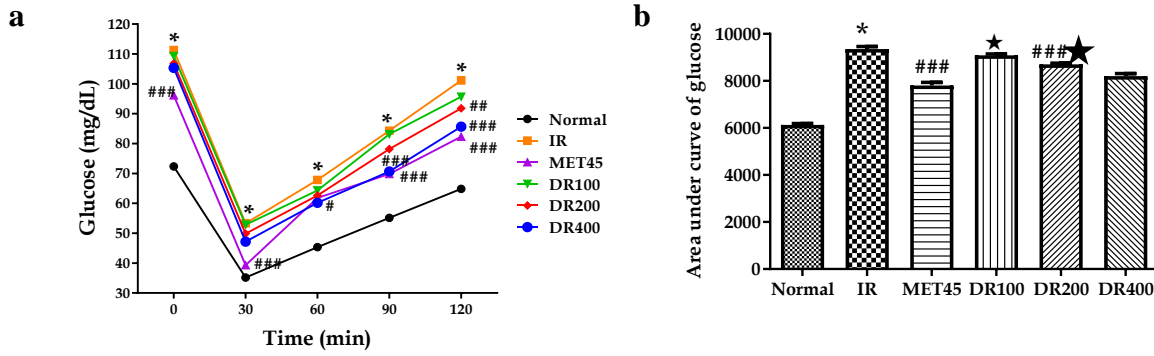 a
120
110
100
90
80
70
60
50
40
30
Glucose (mg/dL)
0
30
60
90
120
Time (min)
*
###
*
###
*
#
*
###
###
*
##
###
###
Normal
IR
MET45
DR100
DR200
DR400
b
10000
8000
6000
4000
2000
0
Area under curve of glucose
*
###
★
###★
Normal
IR
MET45
DR100
DR200
DR400